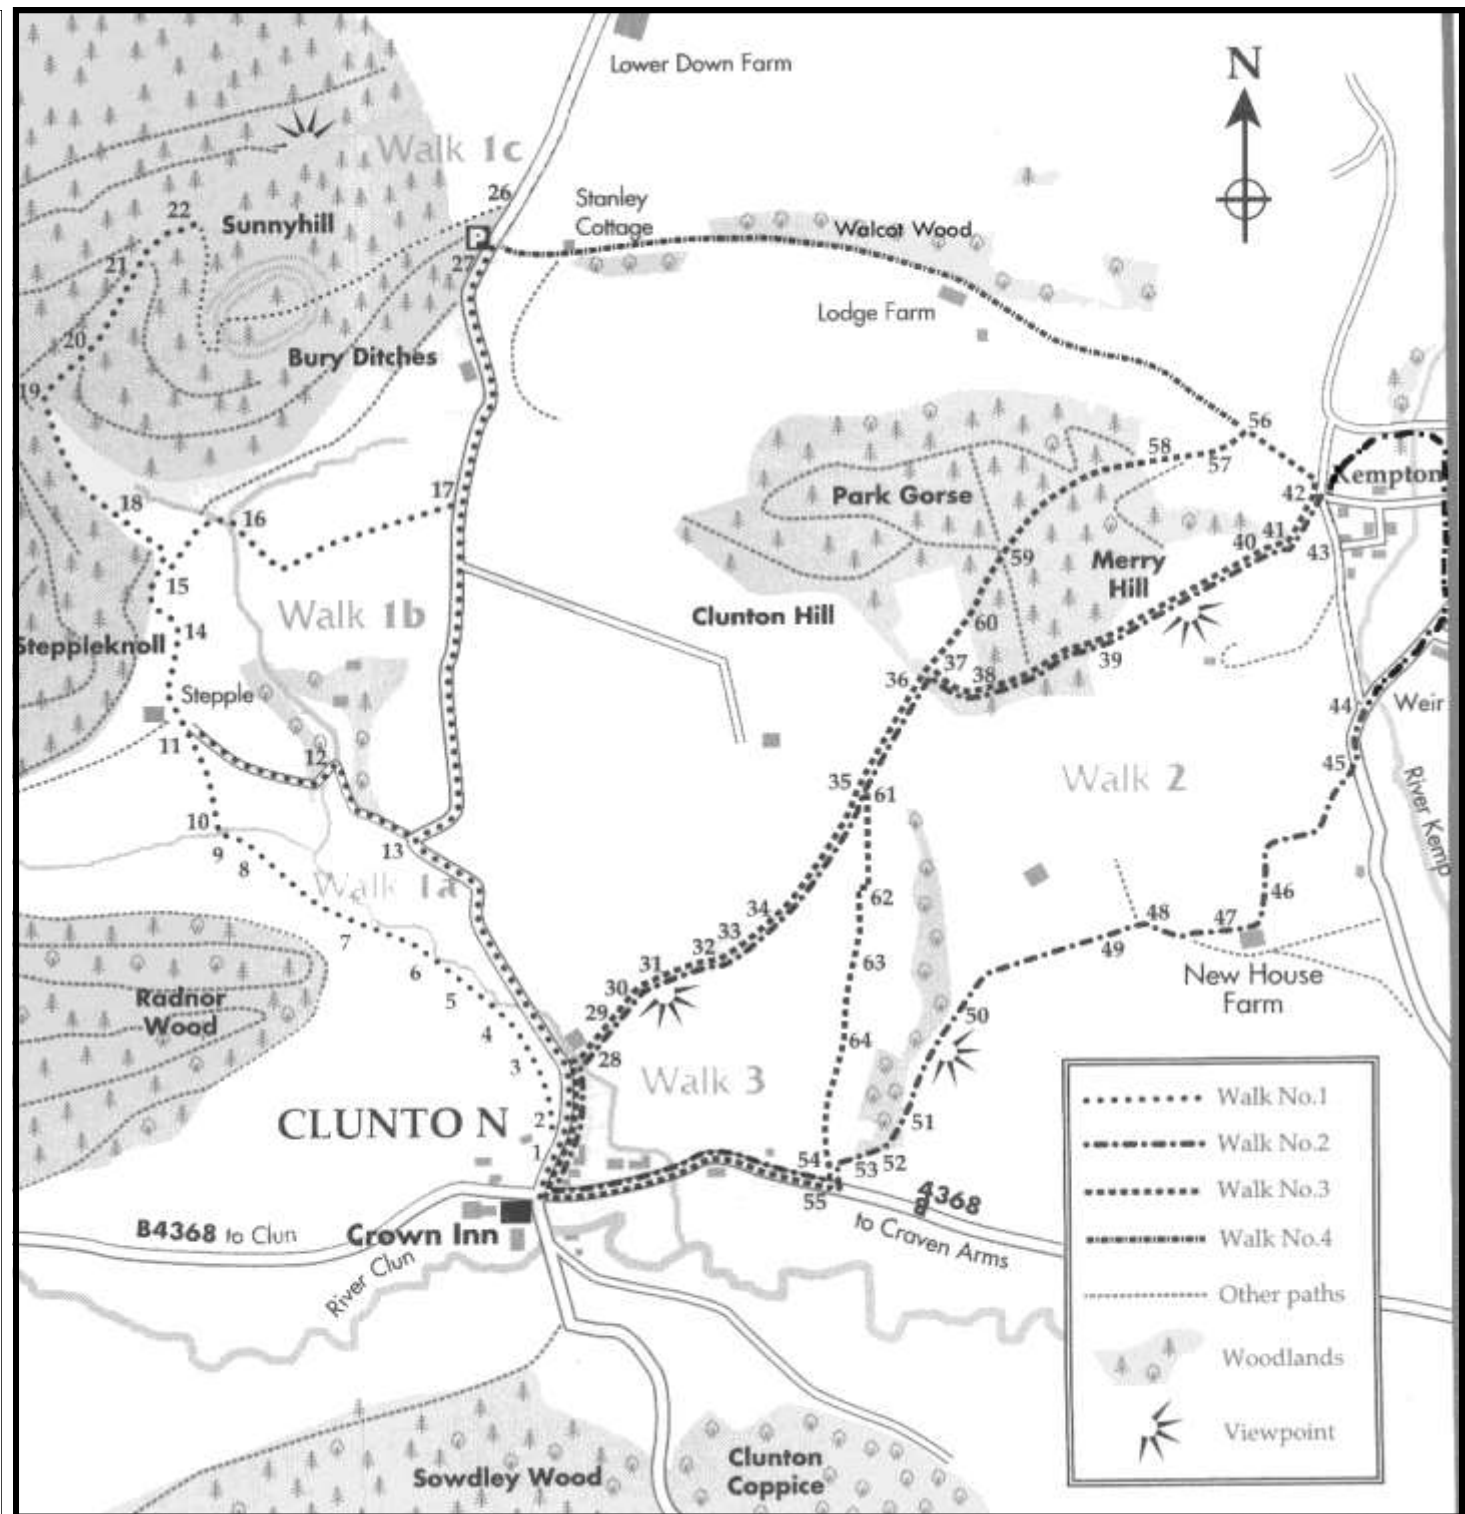 Lower Down Farm
N
Walk 1c
26
Stanley
Cottage
22
Sunnyhill
Walcot Wood
P
21
27
Lodge Farm
20
Bury Ditches
19
56
58
57
17
Park Gorse
Kempton
42
18
16
41
40
43
59
Merry
Hill
15
Walk 1b
Clunton Hill
60
14
Steppleknoll
37
39
36
38
Stepple
44
Weir
11
12
45
35
61
Walk 2
River Kemp
10
9
8
13
Walk 1a
62
46
34
48
47
7
33
49
32
6
31
63
New House
Farm
30
5
Radnor
Wood
29
50
4
64
28
3
Walk 3
CLUNTO N
2
51
1
54
53
52
55
4368
B
to Craven Arms
B4368 to Clun
Crown Inn
River Clun
Walk No.1
Walk No.2
Walk No.3
Walk No.4
Other paths
Woodlands
Viewpoint
Sowdley Wood
Clunton
Coppice